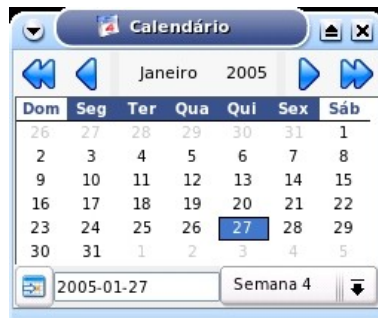 Calendário
Janeiro 2005
Dom Seg Ter Qua Qui Sex Sáb
26 27 28 29 30 31 1
2 3 4 5 6 7 8
9 10 11 12 13 14 15
16 17 18 19 20 21 22
23 24 25 26 27 28 29
30 31 1 2 3 4 5
2005-01-27 Semana 4